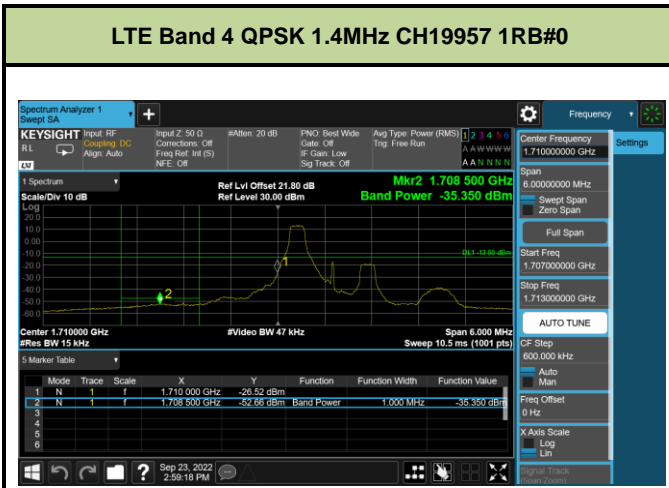 LTE Band 4 QPSK 1.4MHz CH19957 1RB#0
Spectrum Analyzer 1
Swept SA
+
Frequency
KEYSIGHT
RL
LXI
Input: RF
Coupling: DC
Align: Auto
Input Z: 50 Ω
Corrections: Off
Freq Ref: Int (S)
NFE: Off
#Atten: 20 dB
PNO: Best Wide
Gate: Off
IF Gain: Low
Sig Track: Off
Avg Type: Power (RMS)
Trig: Free Run
1 2 3 4 5 6
A A W W W W
A A N N N N
1 Spectrum
Scale/Div 10 dB
Ref Lvl Offset 21.80 dB
Ref Level 30.00 dBm
Mkr2 1.708 500 GHz
Band Power -35.350 dBm
Log
20.0
10.0
0.00
-10.0
-20.0
-30.0
-40.0
-50.0
-60.0
DL1 -13.00 dBm
1
2
Center 1.710000 GHz
#Res BW 15 kHz
#Video BW 47 kHz
Span 6.000 MHz
Sweep 10.5 ms (1001 pts)
5 Marker Table
Mode Trace Scale X Y Function Function Width Function Value
1 N 1 f 1.710 000 GHz -26.52 dBm
2 N 1 f 1.708 500 GHz -52.66 dBm Band Power 1.000 MHz -35.350 dBm
3
4
5
6
Sep 23, 2022
2:59:18 PM
?
Center Frequency
1.710000000 GHz
Settings
Span
6.00000000 MHz
Swept Span
Zero Span
Full Span
Start Freq
1.707000000 GHz
Stop Freq
1.713000000 GHz
AUTO TUNE
CF Step
600.000 kHz
Auto
Man
Freq Offset
0 Hz
X Axis Scale
Log
Lin
Signal Track
(Span Zoom)